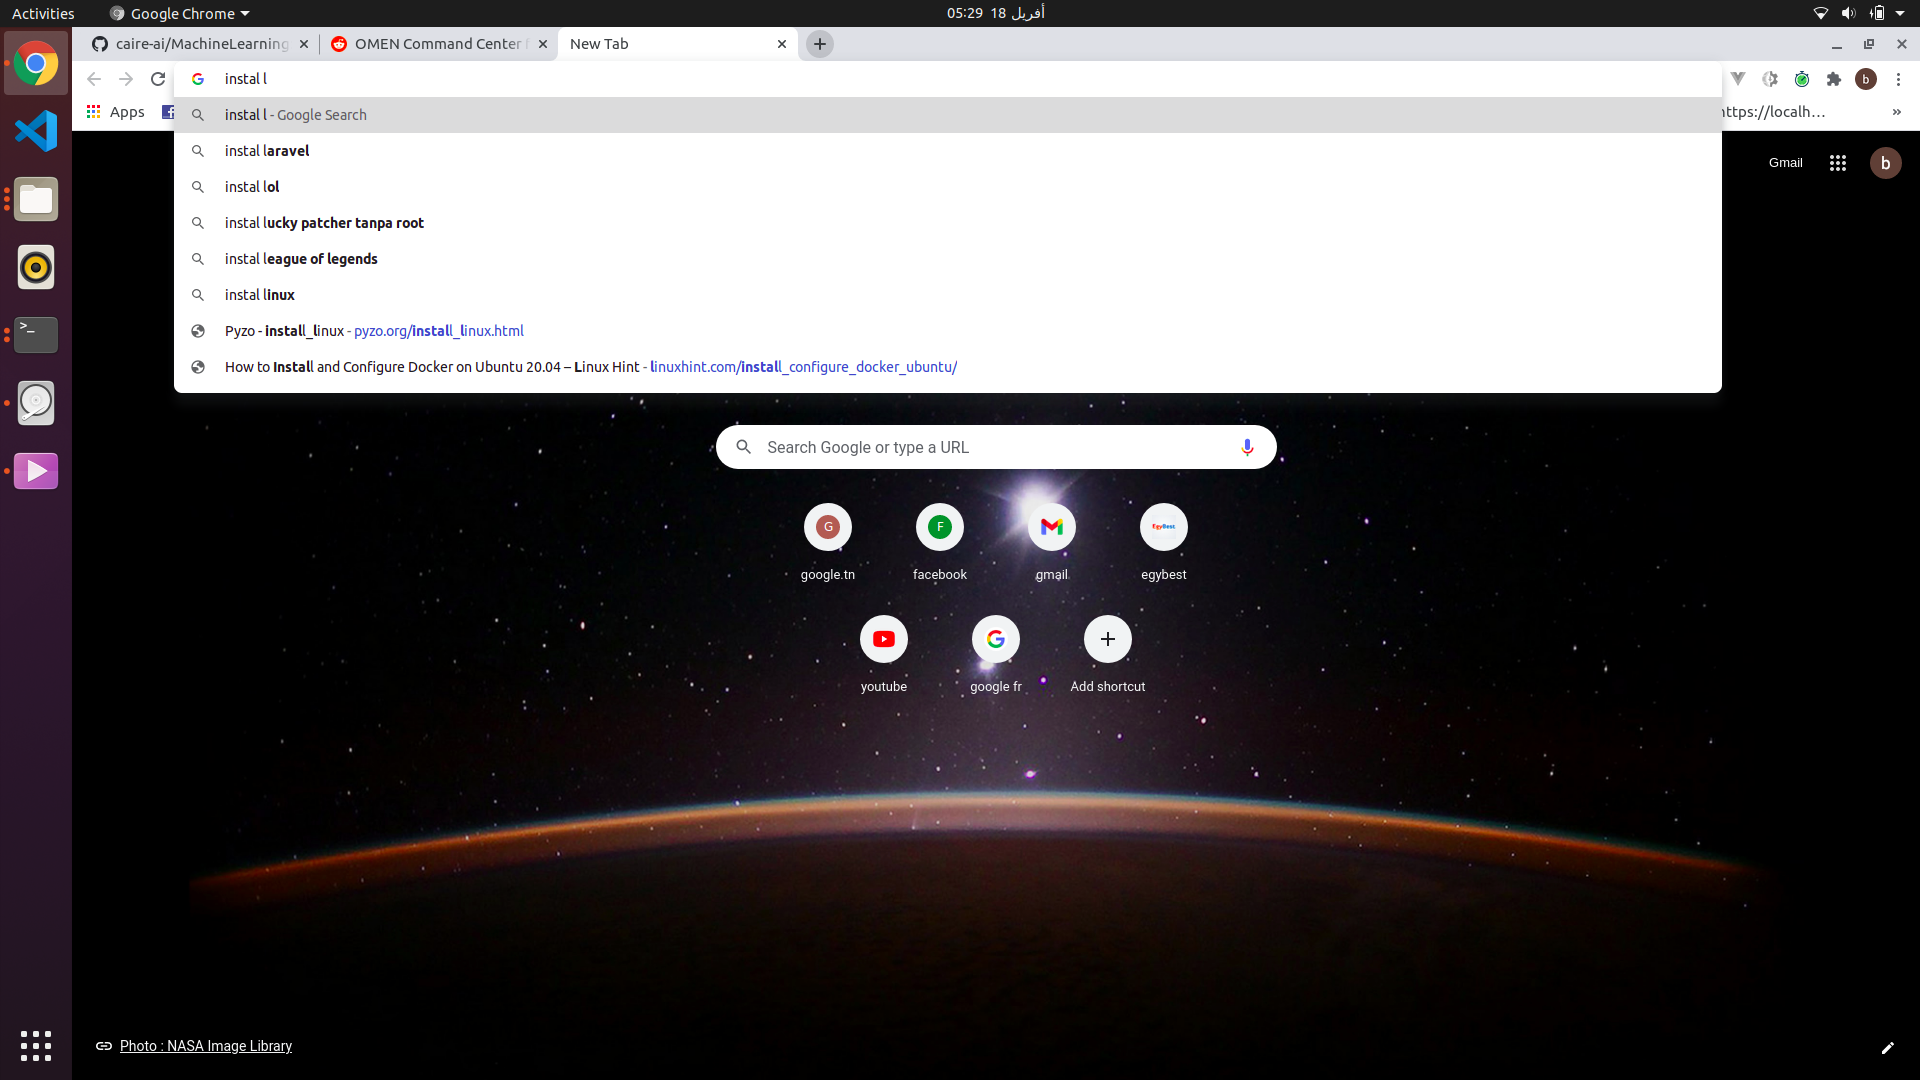 Activities
Google Chrome
05:29 18 أفريل
caire-ai/MachineLearning
OMEN Command Center f
New Tab
instal l
b
Apps
https://localh…
»
instal l - Google Search
instal laravel
instal lol
instal lucky patcher tanpa root
instal league of legends
instal linux
Pyzo - install_linux - pyzo.org/install_linux.html
How to Install and Configure Docker on Ubuntu 20.04 – Linux Hint - linuxhint.com/install_configure_docker_ubuntu/
Gmail
b
Search Google or type a URL
G
F
EgyBest
google.tn
facebook
gmail
egybest
youtube
google fr
Add shortcut
Photo : NASA Image Library